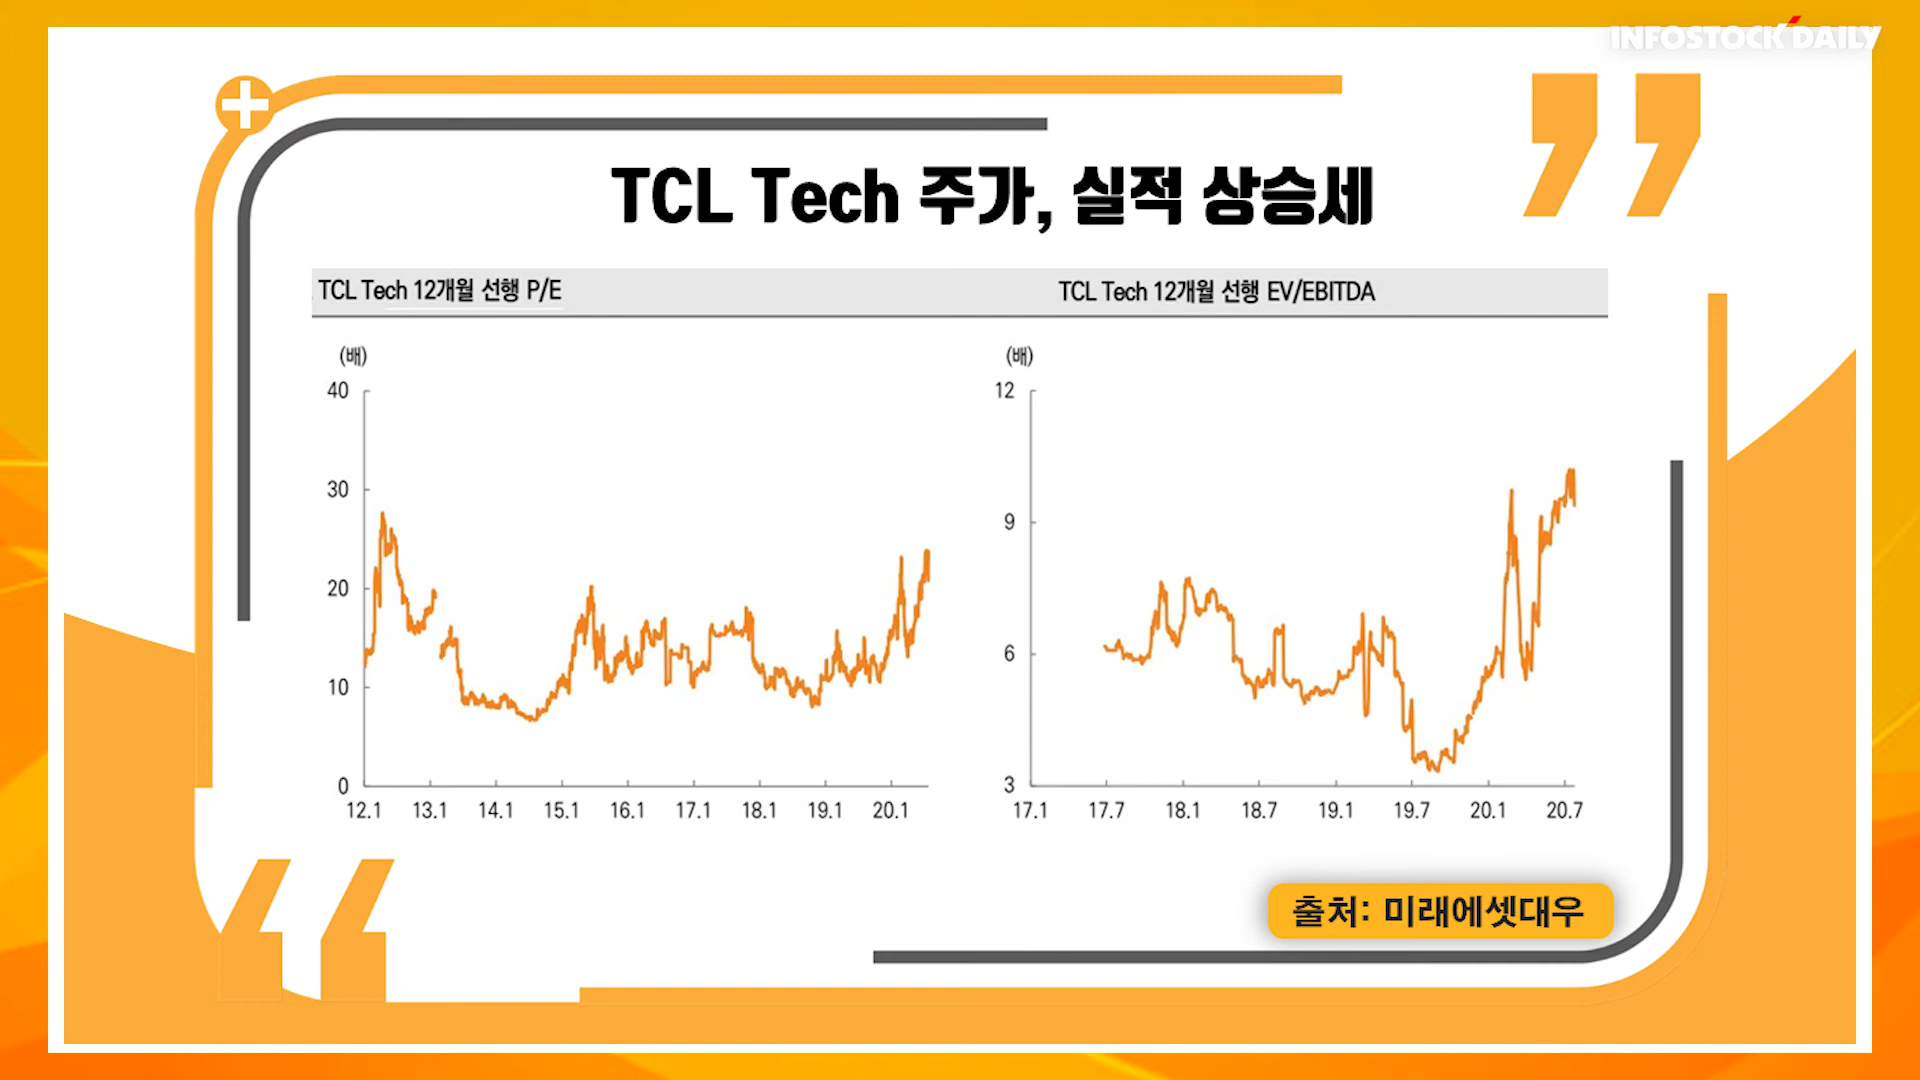 INFOSTOCK DAILY
TCL Tech 주가, 실적 상승세
TCL Tech 12개월 선행 P/E
TCL Tech 12개월 선행 EV/EBITDA
(배)
40
30
20
10
0
12.1 13.1 14.1 15.1 16.1 17.1 18.1 19.1 20.1
(배)
12
9
6
3
17.1 17.7 18.1 18.7 19.1 19.7 20.1 20.7
출처: 미래에셋대우